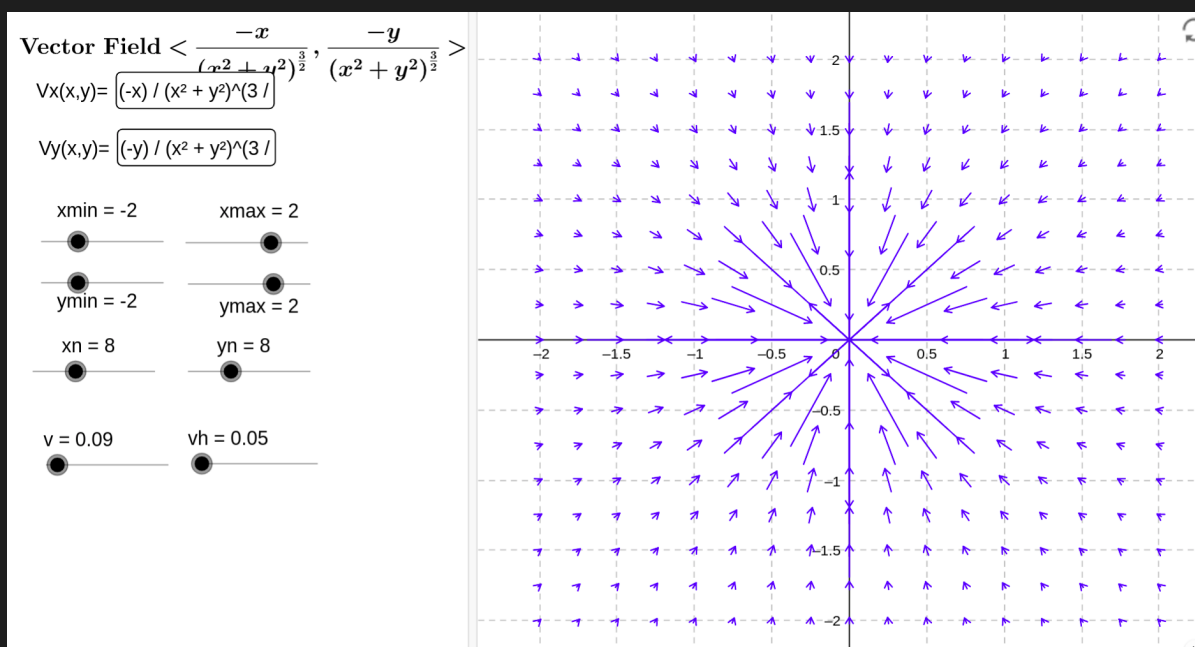 Vector Field < −x / (x² + y²)^(3/2) , −y / (x² + y²)^(3/2) >
Vx(x,y)= (-x) / (x² + y²)^(3 /
Vy(x,y)= (-y) / (x² + y²)^(3 /
xmin = -2 xmax = 2
ymin = -2 ymax = 2
xn = 8 yn = 8
v = 0.09 vh = 0.05
2
1.5
1
0.5
−2 −1.5 −1 −0.5 0 0.5 1 1.5 2
−0.5
−1
−1.5
−2